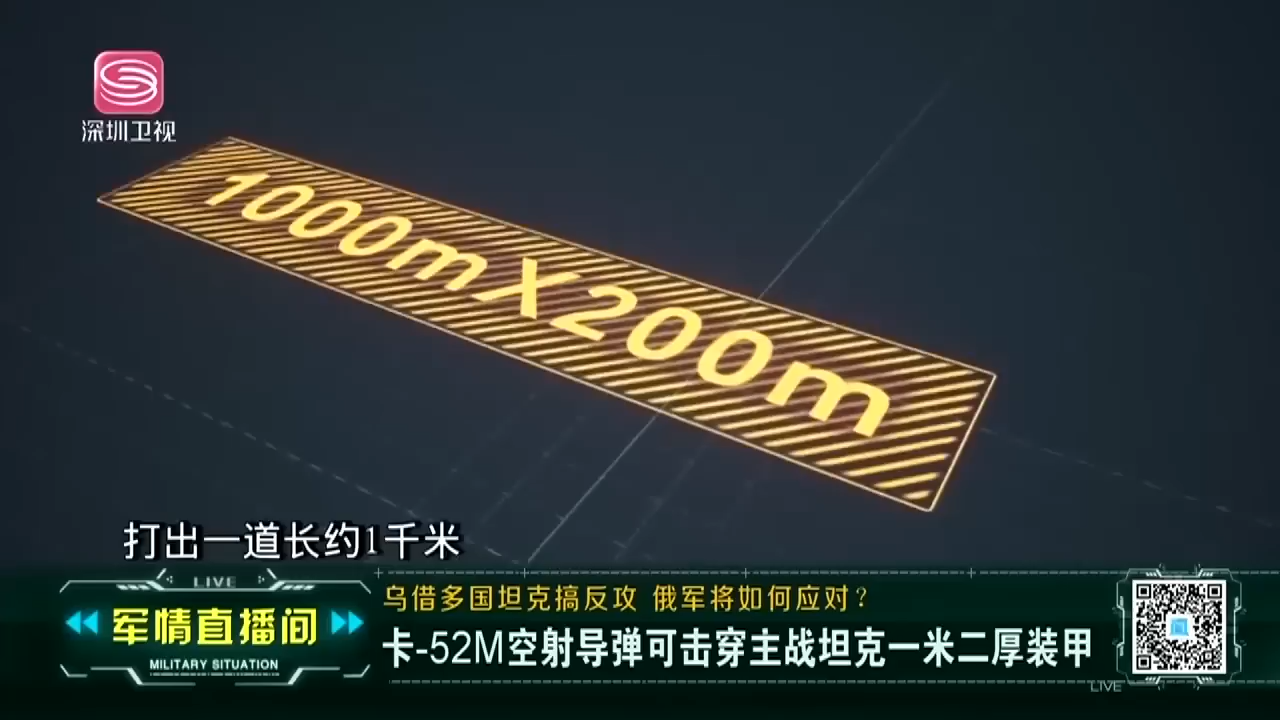 深圳卫视
1000mX200m
打出一道长约1千米
LIVE
军情直播间
MILITARY SITUATION
乌借多国坦克搞反攻 俄军将如何应对？
卡-52M空射导弹可击穿主战坦克一米二厚装甲
LIVE